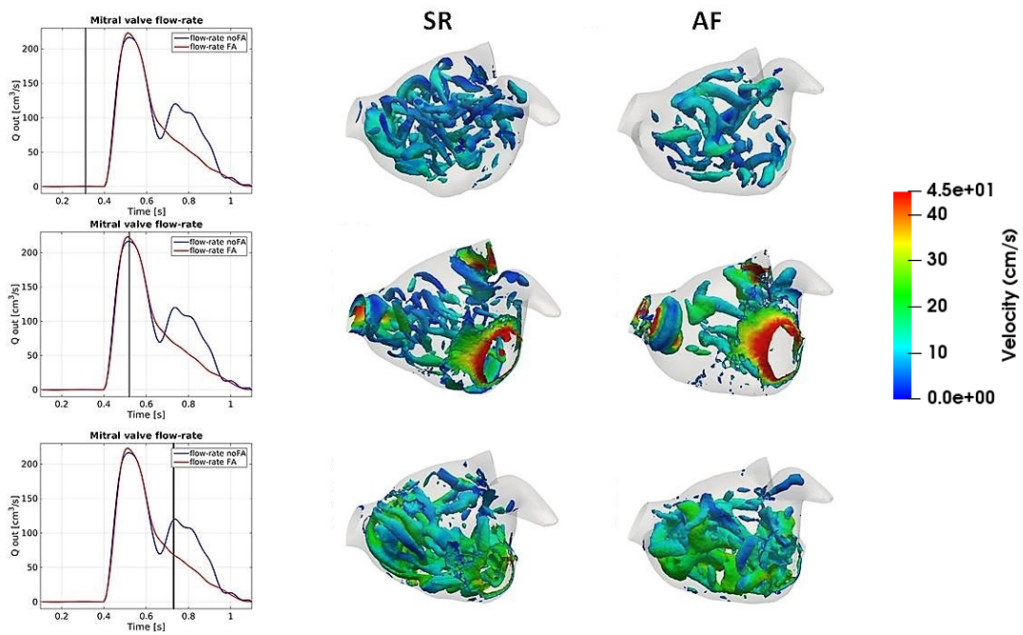 SR AF
Mitral valve flow-rate
flow-rate noFA
flow-rate FA
Q out [cm³/s]
200
150
100
50
0
0.2 0.4 0.6 0.8 1
Time [s]
Mitral valve flow-rate
flow-rate noFA
flow-rate FA
Q out [cm³/s]
200
150
100
50
0
0.2 0.4 0.6 0.8 1
Time [s]
Mitral valve flow-rate
flow-rate noFA
flow-rate FA
Q out [cm³/s]
200
150
100
50
0
0.2 0.4 0.6 0.8 1
Time [s]
4.5e+01
40
30
20
10
0.0e+00
Velocity (cm/s)